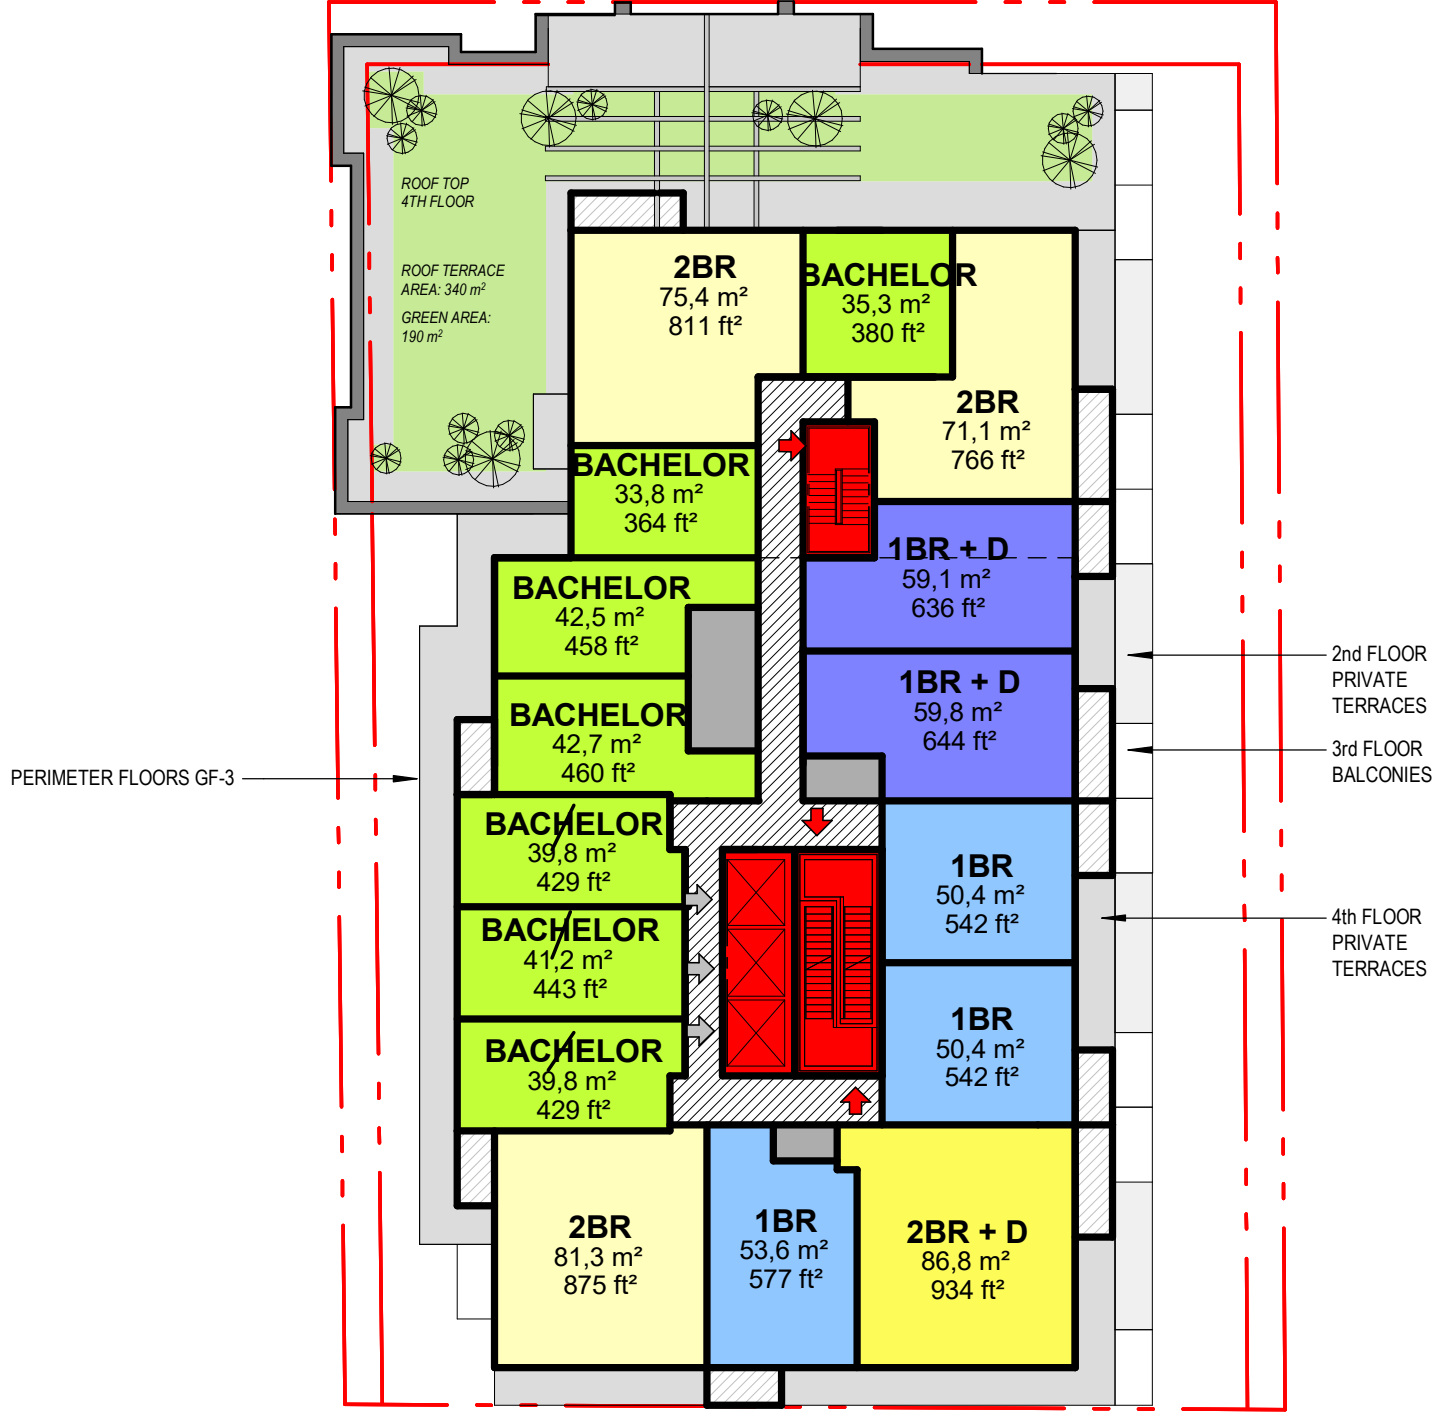 ROOF TOP
4TH FLOOR
ROOF TERRACE
AREA: 340 m²
GREEN AREA:
190 m²
2BR
75,4 m²
811 ft²
BACHELOR
35,3 m²
380 ft²
2BR
71,1 m²
766 ft²
BACHELOR
33,8 m²
364 ft²
1BR + D
59,1 m²
636 ft²
BACHELOR
42,5 m²
458 ft²
1BR + D
59,8 m²
644 ft²
BACHELOR
42,7 m²
460 ft²
2nd FLOOR
PRIVATE
TERRACES
3rd FLOOR
BALCONIES
PERIMETER FLOORS GF-3
BACHELOR
39,8 m²
429 ft²
1BR
50,4 m²
542 ft²
BACHELOR
41,2 m²
443 ft²
4th FLOOR
PRIVATE
TERRACES
1BR
50,4 m²
542 ft²
BACHELOR
39,8 m²
429 ft²
2BR
81,3 m²
875 ft²
1BR
53,6 m²
577 ft²
2BR + D
86,8 m²
934 ft²